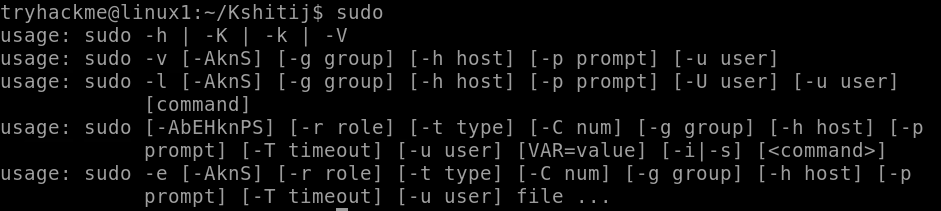 tryhackme@linux1:~/Kshitij$ sudo
usage: sudo -h | -K | -k | -V
usage: sudo -v [-AknS] [-g group] [-h host] [-p prompt] [-u user]
usage: sudo -l [-AknS] [-g group] [-h host] [-p prompt] [-U user] [-u user]
[command]
usage: sudo [-AbEHknPS] [-r role] [-t type] [-C num] [-g group] [-h host] [-p
prompt] [-T timeout] [-u user] [VAR=value] [-i|-s] [<command>]
usage: sudo -e [-AknS] [-r role] [-t type] [-C num] [-g group] [-h host] [-p
prompt] [-T timeout] [-u user] file ...